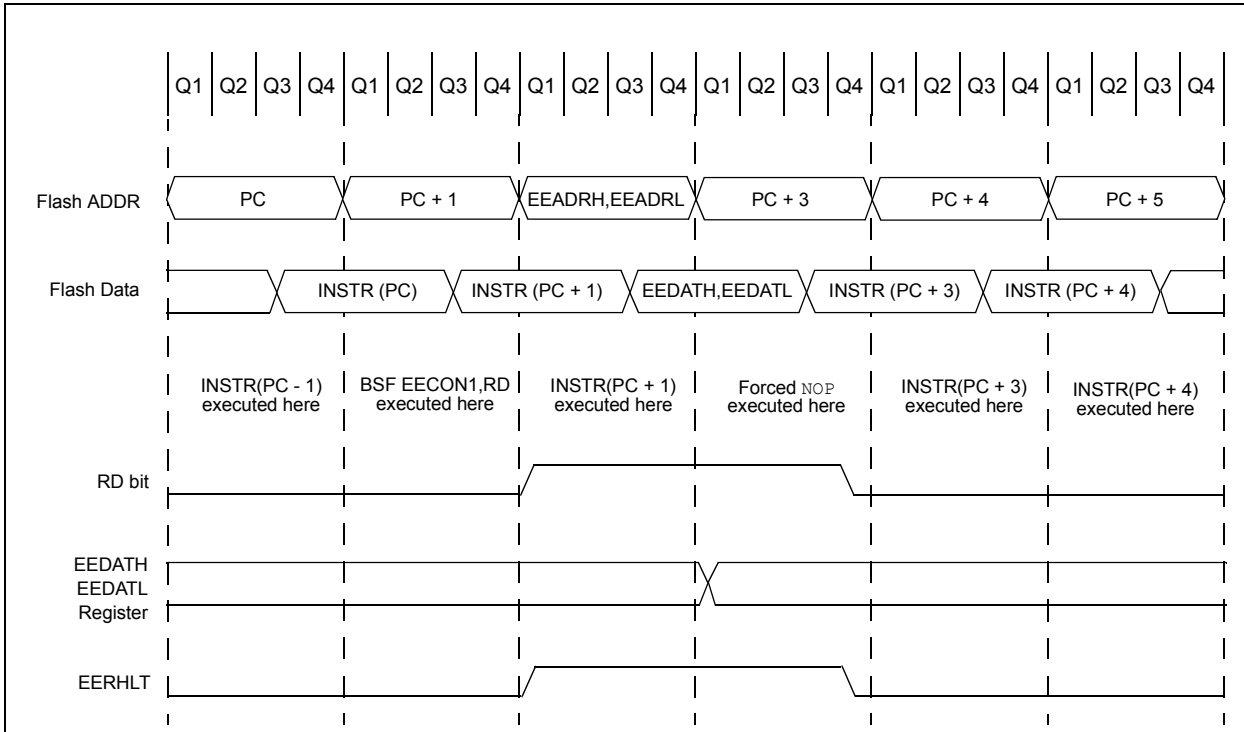 Q1 Q2 Q3 Q4 Q1 Q2 Q3 Q4 Q1 Q2 Q3 Q4 Q1 Q2 Q3 Q4 Q1 Q2 Q3 Q4 Q1 Q2 Q3 Q4
Flash ADDR PC PC + 1 EEADRH,EEADRL PC + 3 PC + 4 PC + 5
Flash Data INSTR (PC) INSTR (PC + 1) EEDATH,EEDATL INSTR (PC + 3) INSTR (PC + 4)
INSTR(PC - 1)
executed here
BSF EECON1,RD
executed here
INSTR(PC + 1)
executed here
Forced NOP
executed here
INSTR(PC + 3)
executed here
INSTR(PC + 4)
executed here
RD bit
EEDATH
EEDATL
Register
EERHLT